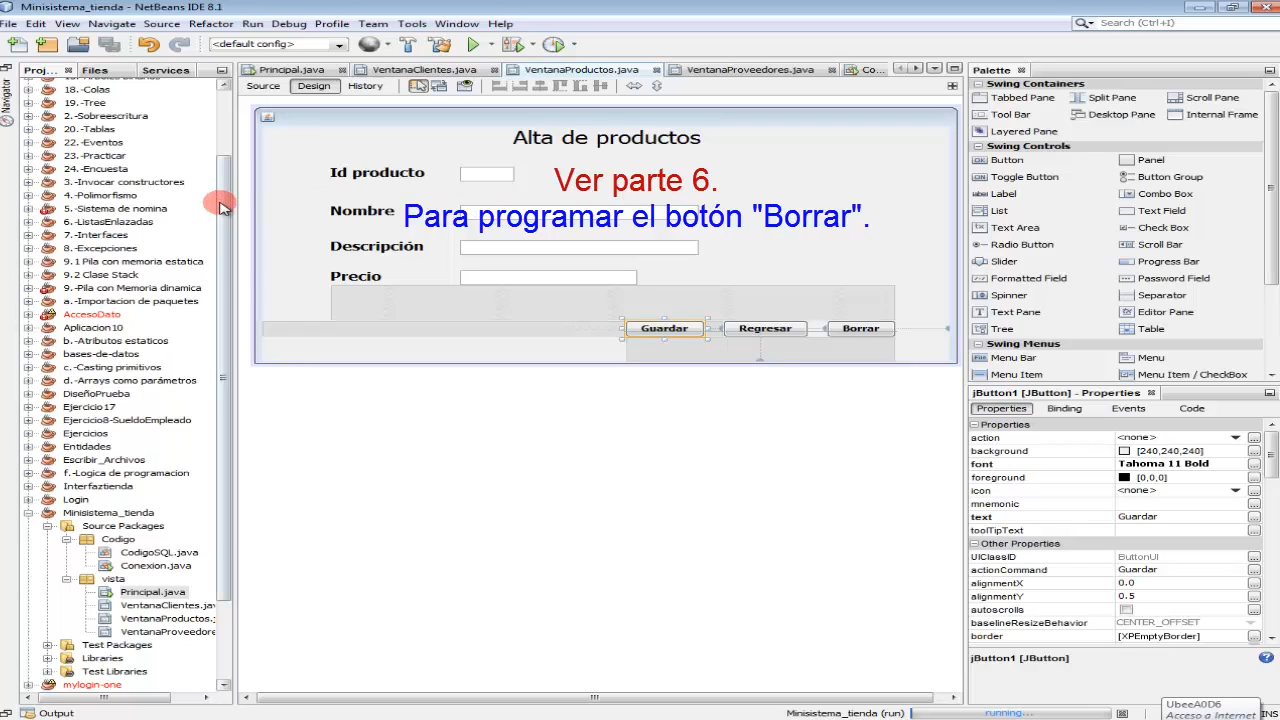 Minisistema_tienda - NetBeans IDE 8.1
File Edit View Navigate Source Refactor Run Debug Profile Team Tools Window Help
Search (Ctrl+I)
<default config>
Proj... Files Services
Navigator
18.-Colas
19.-Tree
2.-Sobreescritura
20.-Tablas
22.-Eventos
23.-Practicar
24.-Encuesta
3.-Invocar constructores
4.-Polimorfismo
5.-Sistema de nomina
6.-ListasEnlazadas
7.-Interfaces
8.-Excepciones
9.1 Pila con memoria estatica
9.2 Clase Stack
9.-Pila con Memoria dinamica
a.-Importacion de paquetes
AccesoDato
Aplicacion10
b.-Atributos estaticos
bases-de-datos
c.-Casting primitivos
d.-Arrays como parámetros
DiseñoPrueba
Ejercicio17
Ejercicio8-SueldoEmpleado
Ejercicios
Entidades
Escribir_Archivos
f.-Logica de programacion
Interfaztienda
Login
Minisistema_tienda
Source Packages
Codigo
CodigoSQL.java
Conexion.java
vista
Principal.java
VentanaClientes.jav
VentanaProductos.
VentanaProveedore
Test Packages
Libraries
Test Libraries
mylogin-one
Output
Principal.java VentanaClientes.java VentanaProductos.java VentanaProveedores.java Co...
Source Design History
Alta de productos
Id producto
Ver parte 6.
Nombre
Para programar el botón "Borrar".
Descripción
Precio
Guardar Regresar Borrar
Palette
Swing Containers
Tabbed Pane Split Pane Scroll Pane
Tool Bar Desktop Pane Internal Frame
Layered Pane
Swing Controls
Button Panel
Toggle Button Button Group
Label Combo Box
List Text Field
Text Area Check Box
Radio Button Scroll Bar
Slider Progress Bar
Formatted Field Password Field
Spinner Separator
Text Pane Editor Pane
Tree Table
Swing Menus
Menu Bar Menu
Menu Item Menu Item / CheckBox
jButton1 [JButton] - Properties
Properties Binding Events Code
Properties
action <none>
background [240,240,240]
font Tahoma 11 Bold
foreground [0,0,0]
icon <none>
mnemonic
text Guardar
toolTipText
Other Properties
UIClassID ButtonUI
actionCommand Guardar
alignmentX 0.0
alignmentY 0.5
autoscrolls
baselineResizeBehavior CENTER_OFFSET
border [XPEmptyBorder]
jButton1 [JButton]
Minisistema_tienda (run) running...
UbeeA0D6
Acceso a Internet
INS